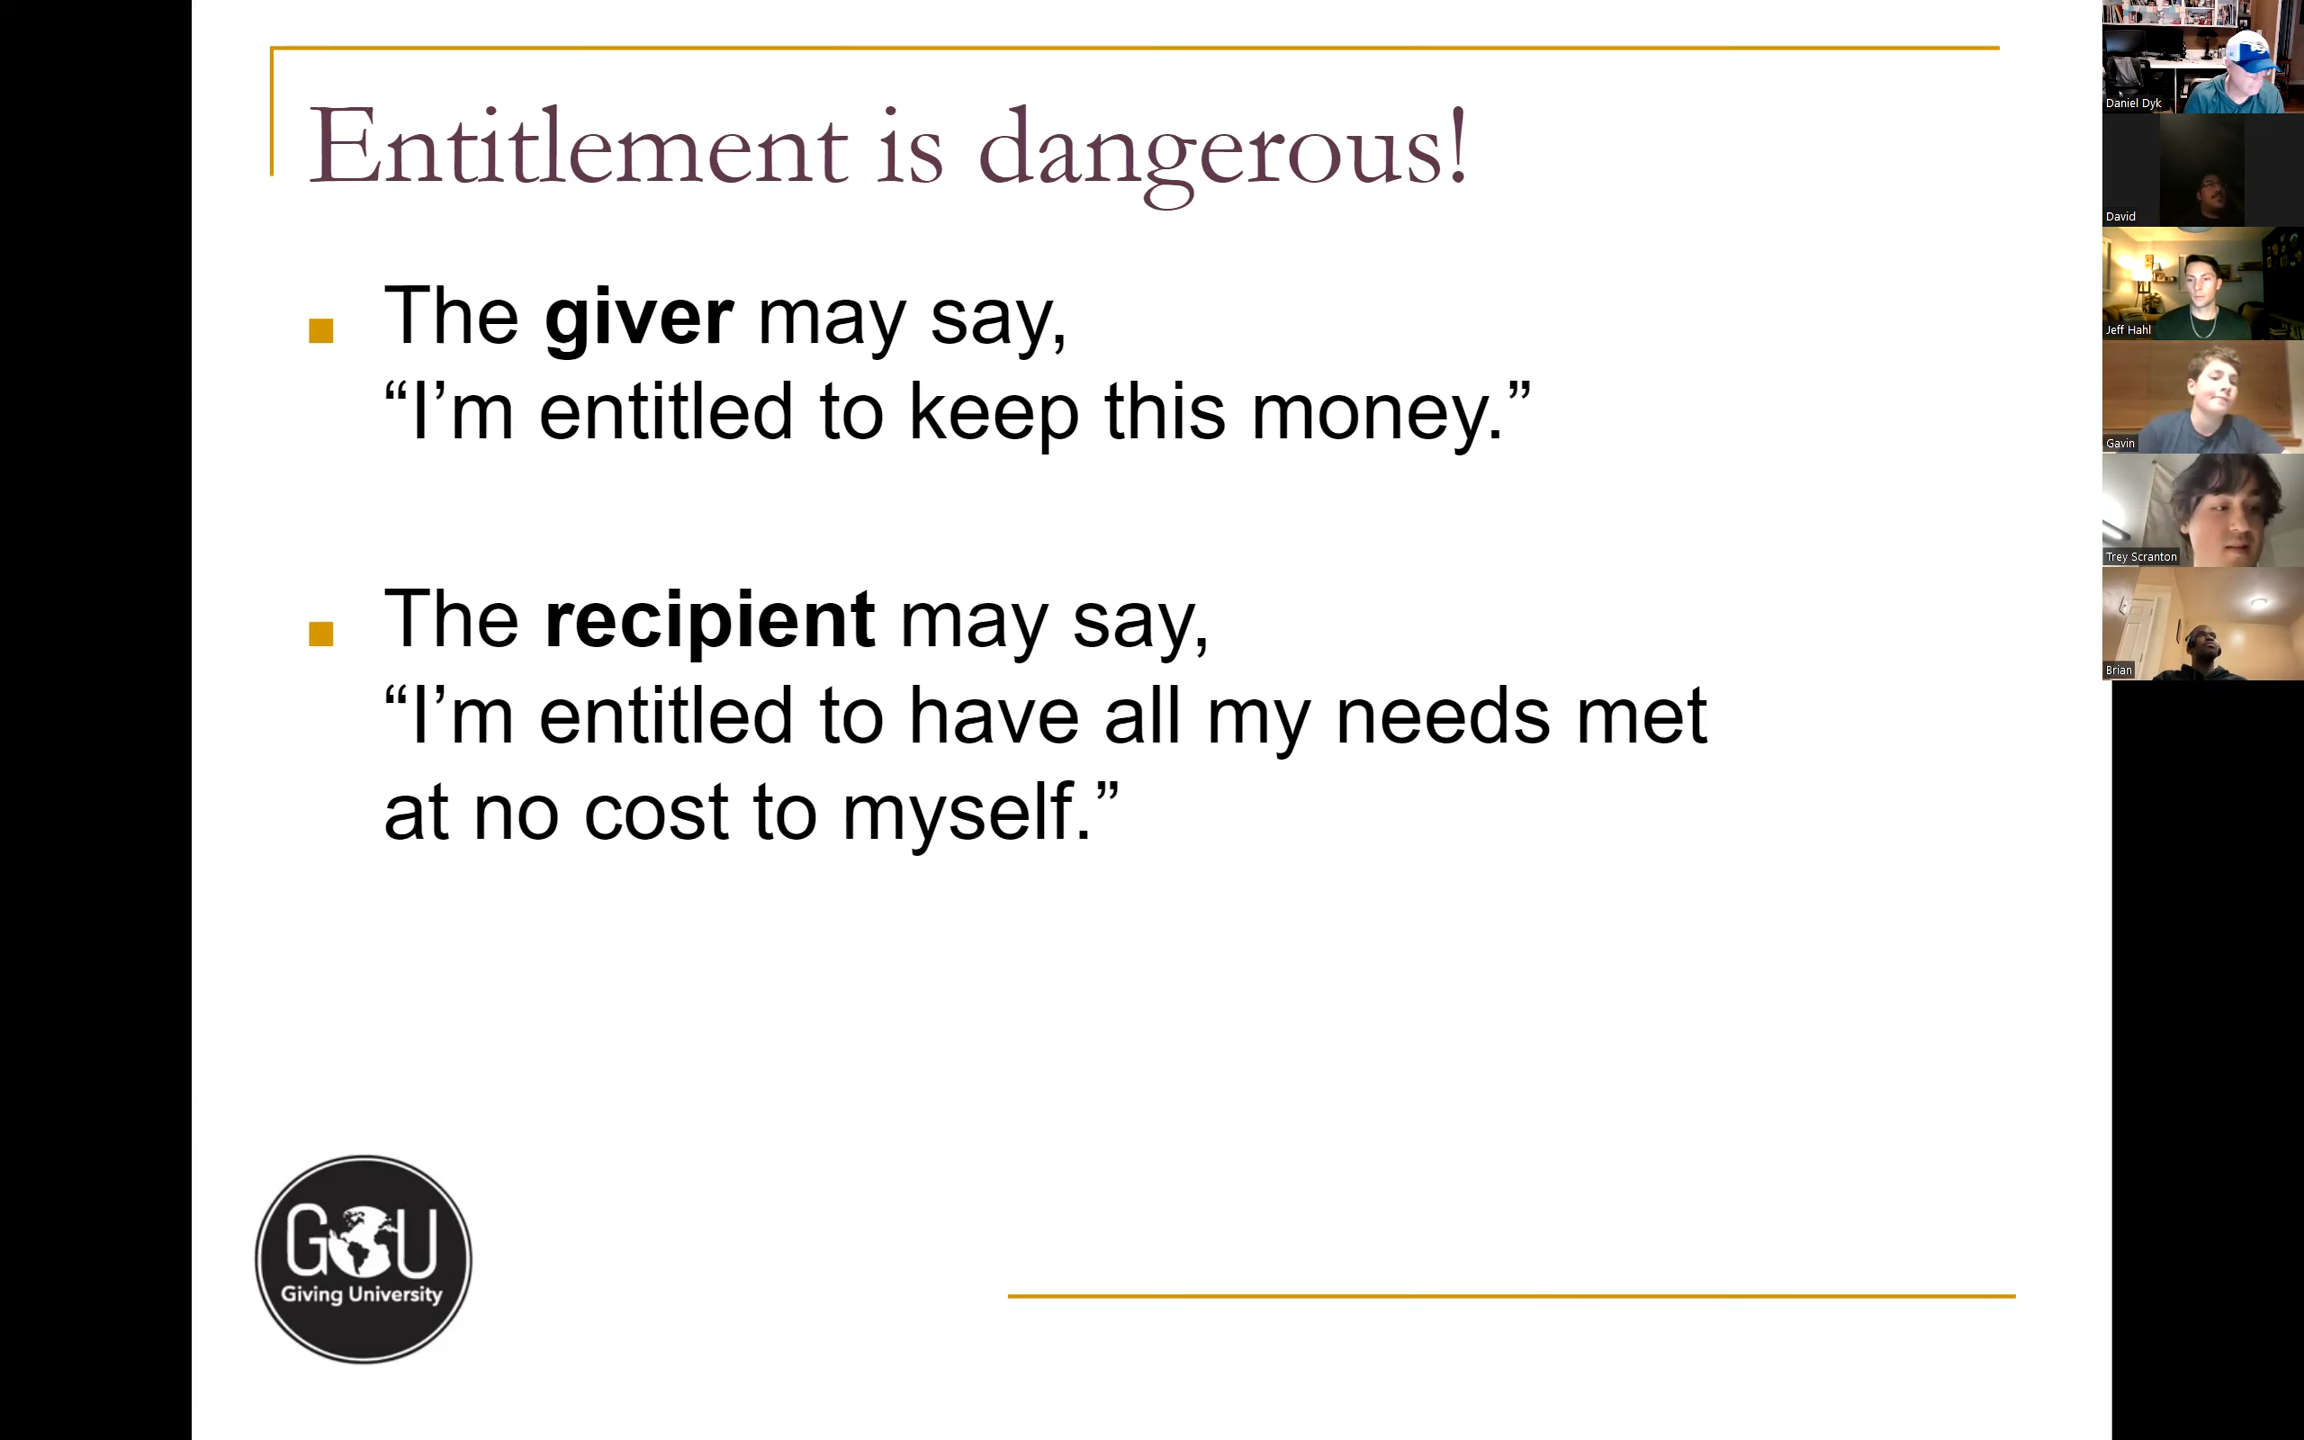 Entitlement is dangerous!
The giver may say,
“I’m entitled to keep this money.”
The recipient may say,
“I’m entitled to have all my needs met
at no cost to myself.”
GU
Giving University
Daniel Dyk
David
Jeff Hahl
Gavin
Trey Scranton
Brian